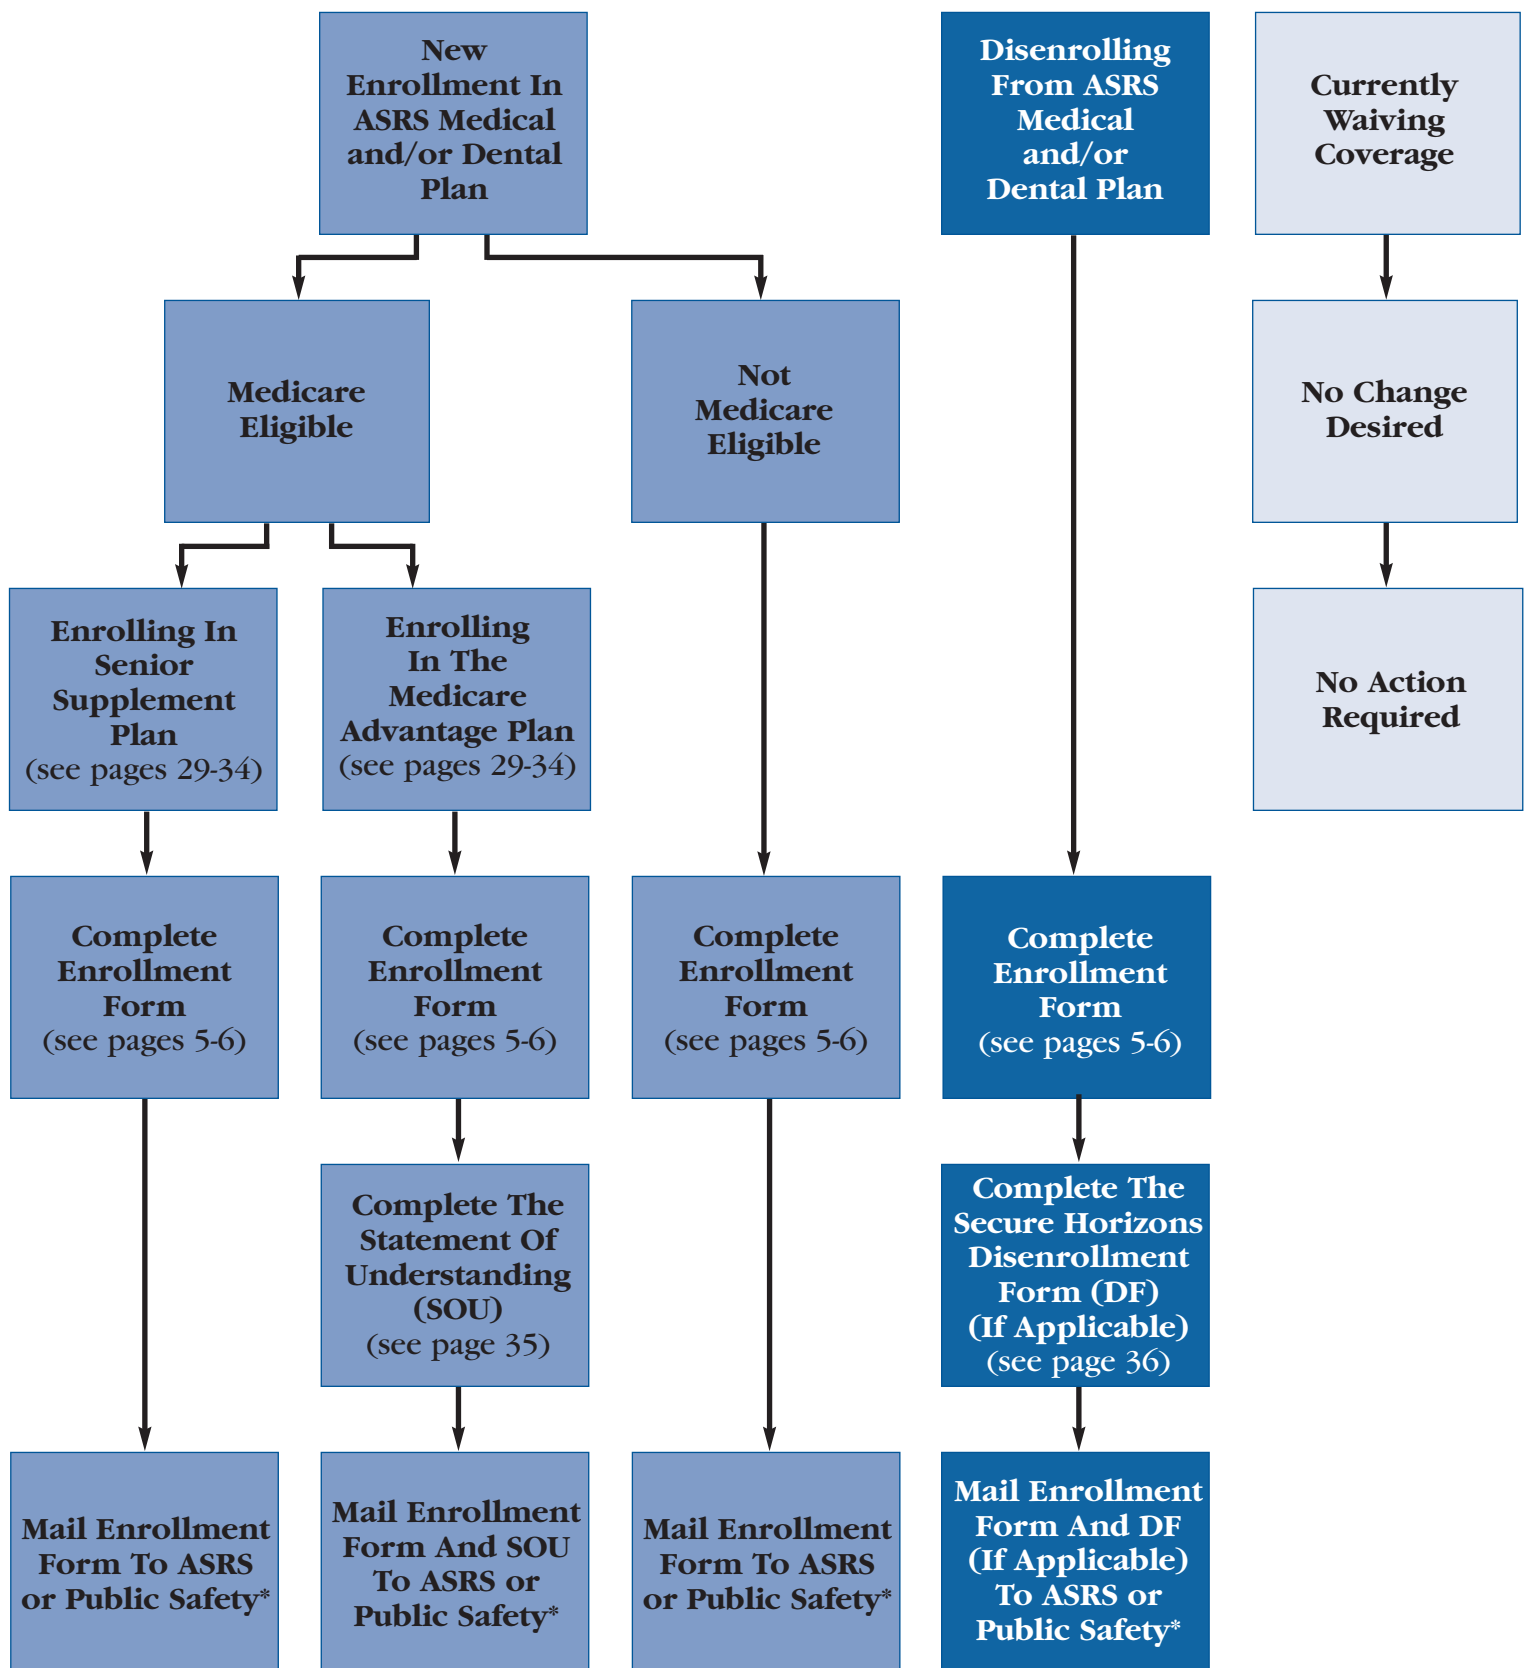 New
Enrollment In
ASRS Medical
and/or Dental
Plan
Disenrolling
From ASRS
Medical
and/or
Dental Plan
Currently
Waiving
Coverage
Medicare
Eligible
Not
Medicare
Eligible
No Change
Desired
Enrolling In
Senior
Supplement
Plan
(see pages 29-34)
Enrolling
In The
Medicare
Advantage Plan
(see pages 29-34)
No Action
Required
Complete
Enrollment
Form
(see pages 5-6)
Complete
Enrollment
Form
(see pages 5-6)
Complete
Enrollment
Form
(see pages 5-6)
Complete
Enrollment
Form
(see pages 5-6)
Complete The
Statement Of
Understanding
(SOU)
(see page 35)
Complete The
Secure Horizons
Disenrollment
Form (DF)
(If Applicable)
(see page 36)
Mail Enrollment
Form To ASRS
or Public Safety*
Mail Enrollment
Form And SOU
To ASRS or
Public Safety*
Mail Enrollment
Form To ASRS
or Public Safety*
Mail Enrollment
Form And DF
(If Applicable)
To ASRS or
Public Safety*